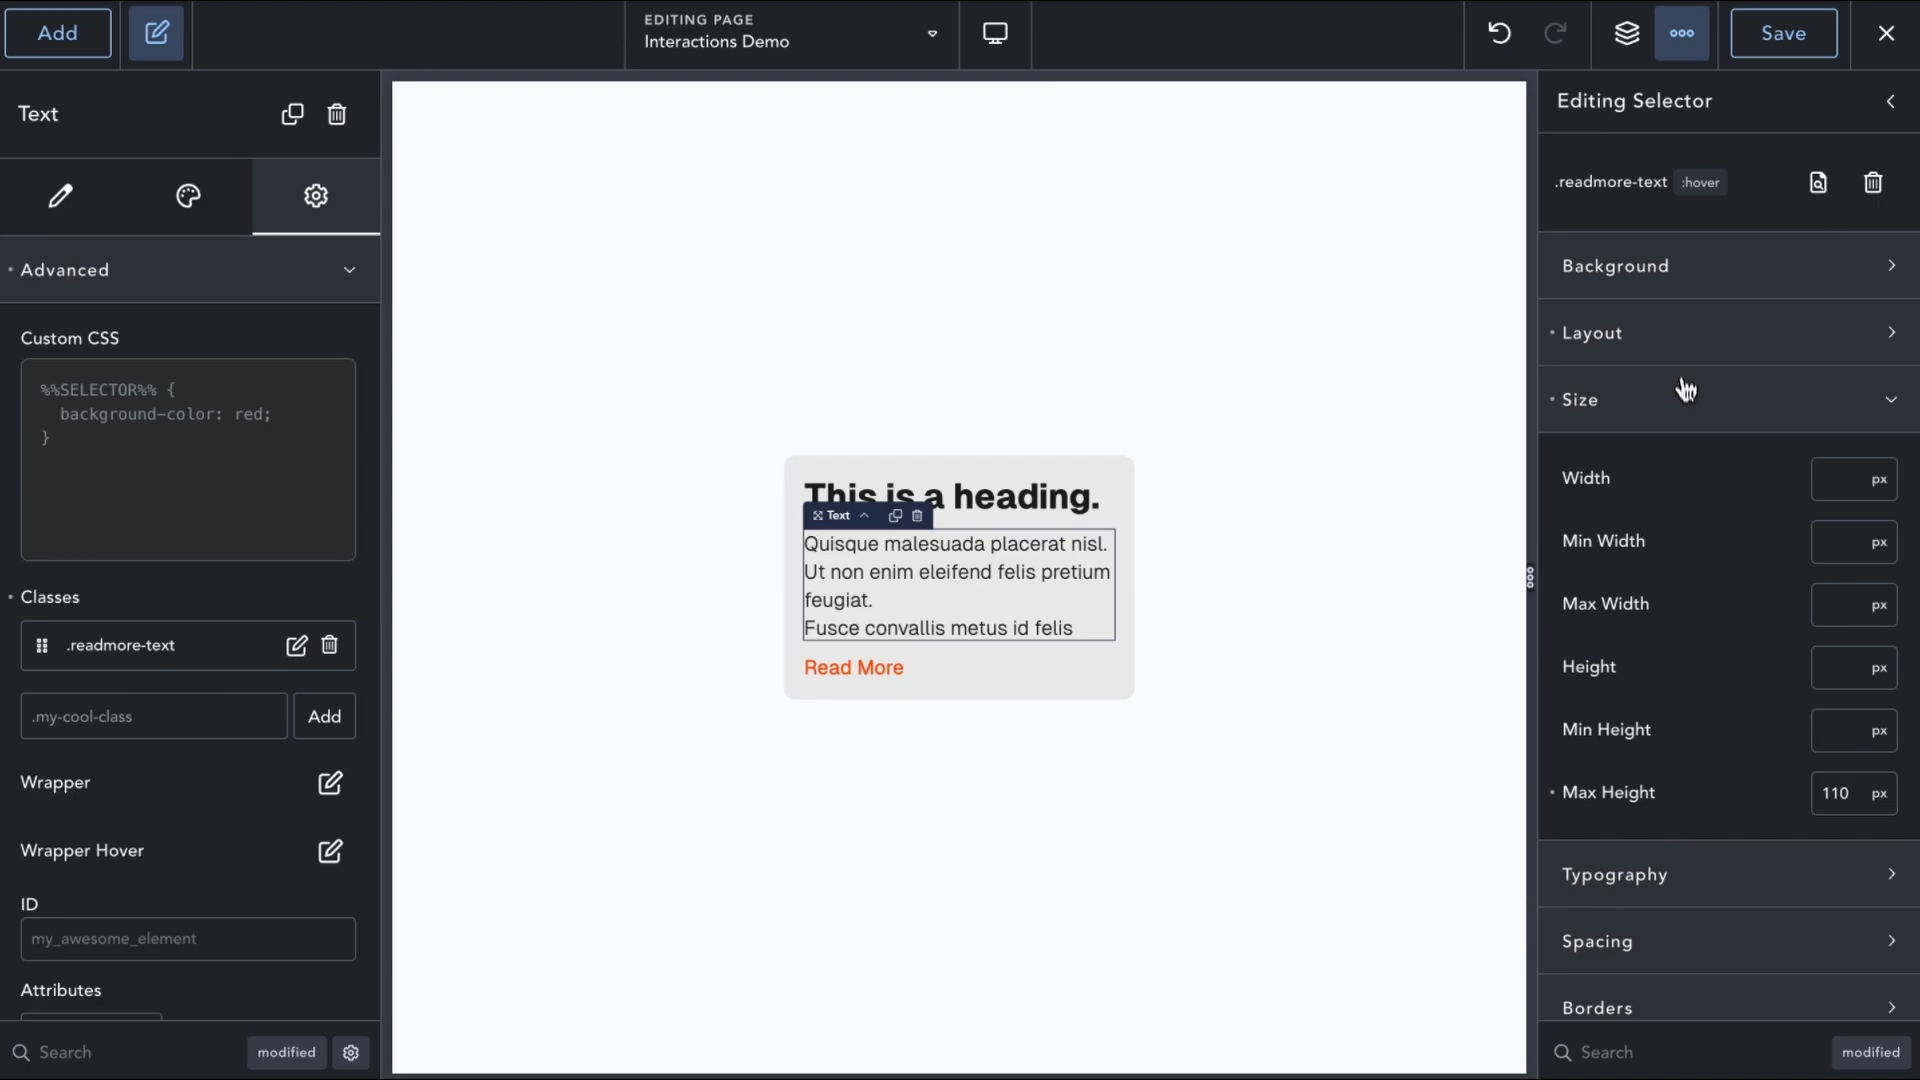 Add
EDITING PAGE
Interactions Demo
Save
Text
Advanced
Custom CSS
%%SELECTOR%% {
background-color: red;
}
Classes
.readmore-text
.my-cool-class
Add
Wrapper
Wrapper Hover
ID
my_awesome_element
Attributes
Search
modified
This is a heading.
Text
Quisque malesuada placerat nisl.
Ut non enim eleifend felis pretium
feugiat.
Fusce convallis metus id felis
Read More
Editing Selector
.readmore-text :hover
Background
Layout
Size
Width px
Min Width px
Max Width px
Height px
Min Height px
Max Height 110 px
Typography
Spacing
Borders
Search
modified